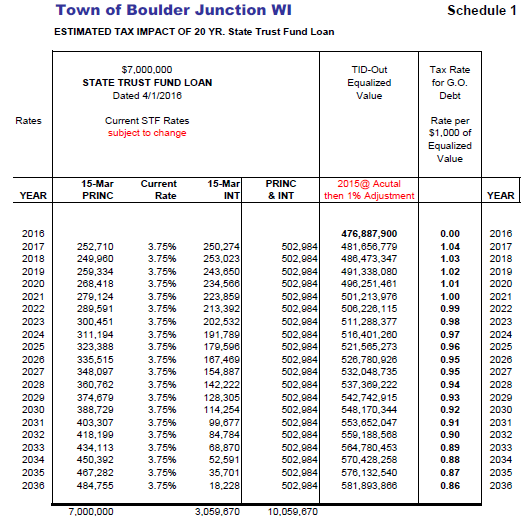 Town of Boulder Junction WI Schedule 1
ESTIMATED TAX IMPACT OF 20 YR. State Trust Fund Loan
$7,000,000 TID-Out Tax Rate
STATE TRUST FUND LOAN Equalized for G.O.
Dated 4/1/2016 Value Debt
Rates Current STF Rates Rate per
subject to change $1,000 of
Equalized
Value
15-Mar Current 15-Mar PRINC 2015@ Acutal
YEAR PRINC Rate INT & INT then 1% Adjustment YEAR
2016 476,887,900 0.00 2016
2017 252,710 3.75% 250,274 502,984 481,656,779 1.04 2017
2018 249,960 3.75% 253,023 502,984 486,473,347 1.03 2018
2019 259,334 3.75% 243,650 502,984 491,338,080 1.02 2019
2020 268,418 3.75% 234,566 502,984 496,251,461 1.01 2020
2021 279,124 3.75% 223,859 502,984 501,213,976 1.00 2021
2022 289,591 3.75% 213,392 502,984 506,226,115 0.99 2022
2023 300,451 3.75% 202,532 502,984 511,288,377 0.98 2023
2024 311,194 3.75% 191,789 502,984 516,401,260 0.97 2024
2025 323,388 3.75% 179,596 502,984 521,565,273 0.96 2025
2026 335,515 3.75% 167,469 502,984 526,780,926 0.95 2026
2027 348,097 3.75% 154,887 502,984 532,048,735 0.95 2027
2028 360,762 3.75% 142,222 502,984 537,369,222 0.94 2028
2029 374,679 3.75% 128,305 502,984 542,742,915 0.93 2029
2030 388,729 3.75% 114,254 502,984 548,170,344 0.92 2030
2031 403,307 3.75% 99,677 502,984 553,652,047 0.91 2031
2032 418,199 3.75% 84,784 502,984 559,188,568 0.90 2032
2033 434,113 3.75% 68,870 502,984 564,780,453 0.89 2033
2034 450,392 3.75% 52,591 502,984 570,428,258 0.88 2034
2035 467,282 3.75% 35,701 502,984 576,132,540 0.87 2035
2036 484,755 3.75% 18,228 502,984 581,893,866 0.86 2036
7,000,000 3,059,670 10,059,670